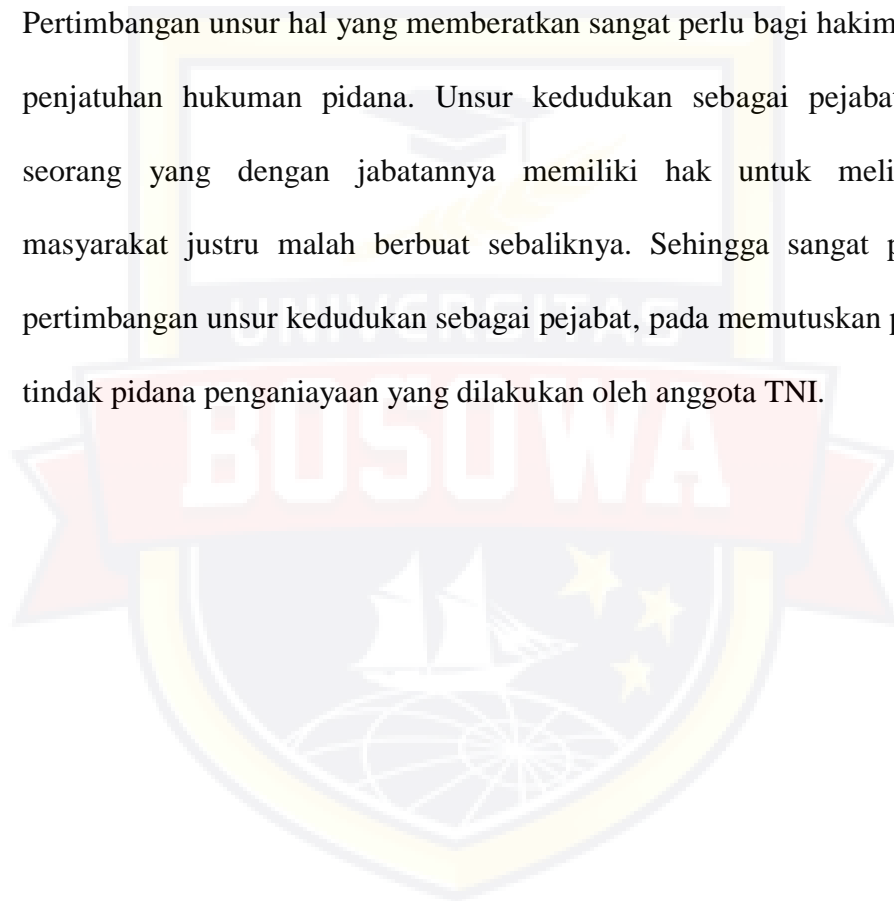 Pertimbangan unsur hal yang memberatkan sangat perlu bagi hakim
penjatuhan hukuman pidana. Unsur kedudukan sebagai
seorang yang dengan jabatannya memiliki hak untuk
masyarakat justru malah berbuat sebaliknya. Sehingga sangat
pertimbangan unsur kedudukan sebagai pejabat, pada memutuskan
tindak pidana penganiayaan yang dilakukan oleh anggota TNI.
UNIVERSITAS
BOSOWA